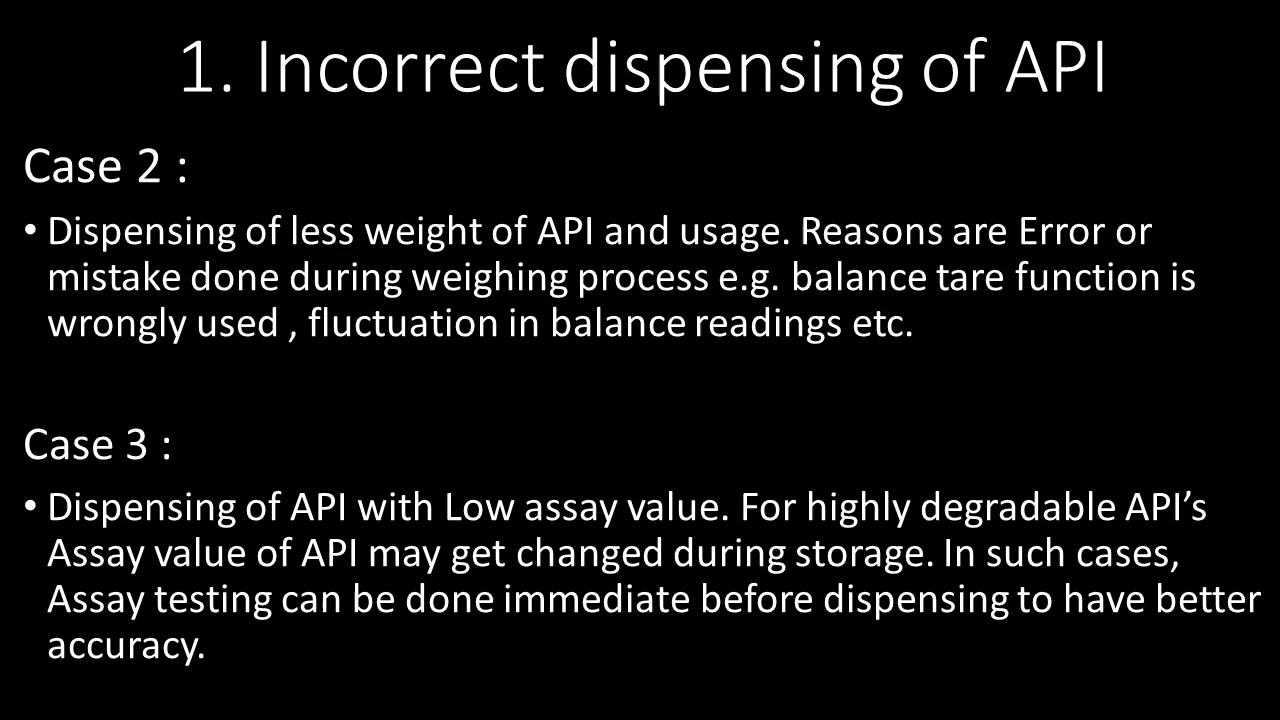 1. Incorrect dispensing of API
Case 2 :
• Dispensing of less weight of API and usage. Reasons are Error or
mistake done during weighing process e.g. balance tare function is
wrongly used , fluctuation in balance readings etc.
Case 3 :
• Dispensing of API with Low assay value. For highly degradable API’s
Assay value of API may get changed during storage. In such cases,
Assay testing can be done immediate before dispensing to have better
accuracy.